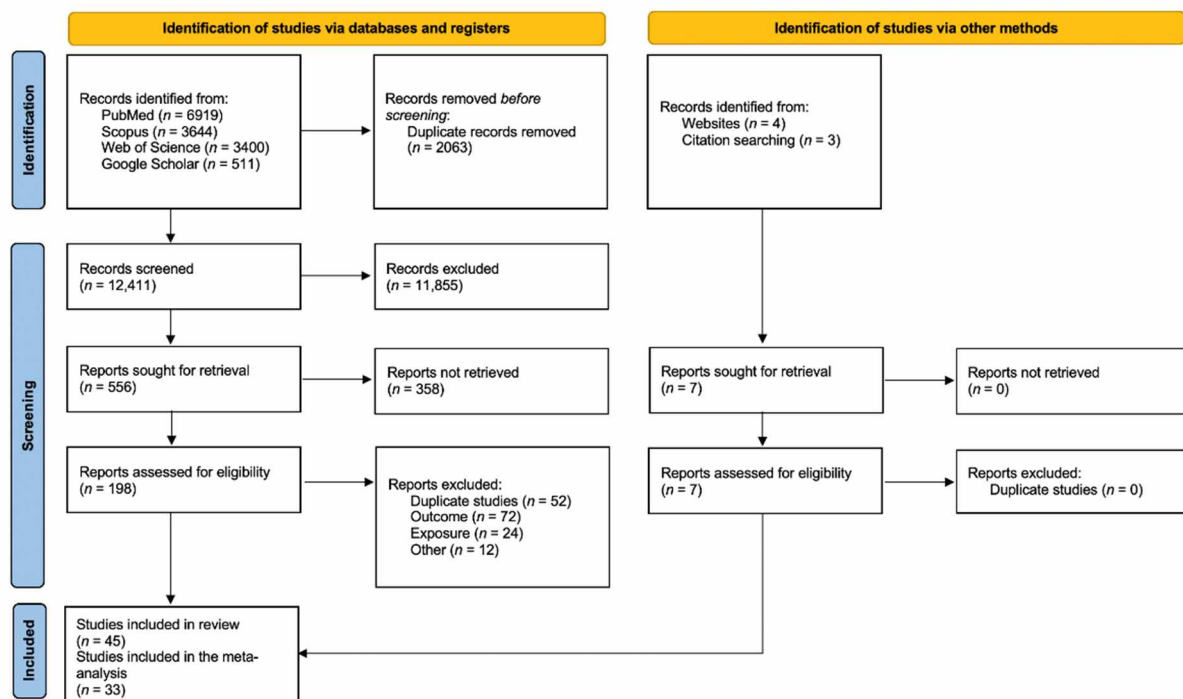 Identification of studies via databases and registers
Identification of studies via other methods
Identification
Records identified from:
PubMed (n = 6919)
Scopus (n = 3644)
Web of Science (n = 3400)
Google Scholar (n = 511)
Records removed before
screening:
Duplicate records removed
(n = 2063)
Records identified from:
Websites (n = 4)
Citation searching (n = 3)
Screening
Records screened
(n = 12,411)
Records excluded
(n = 11,855)
Reports sought for retrieval
(n = 556)
Reports not retrieved
(n = 358)
Reports sought for retrieval
(n = 7)
Reports not retrieved
(n = 0)
Reports assessed for eligibility
(n = 198)
Reports excluded:
Duplicate studies (n = 52)
Outcome (n = 72)
Exposure (n = 24)
Other (n = 12)
Reports assessed for eligibility
(n = 7)
Reports excluded:
Duplicate studies (n = 0)
Included
Studies included in review
(n = 45)
Studies included in the meta-
analysis
(n = 33)